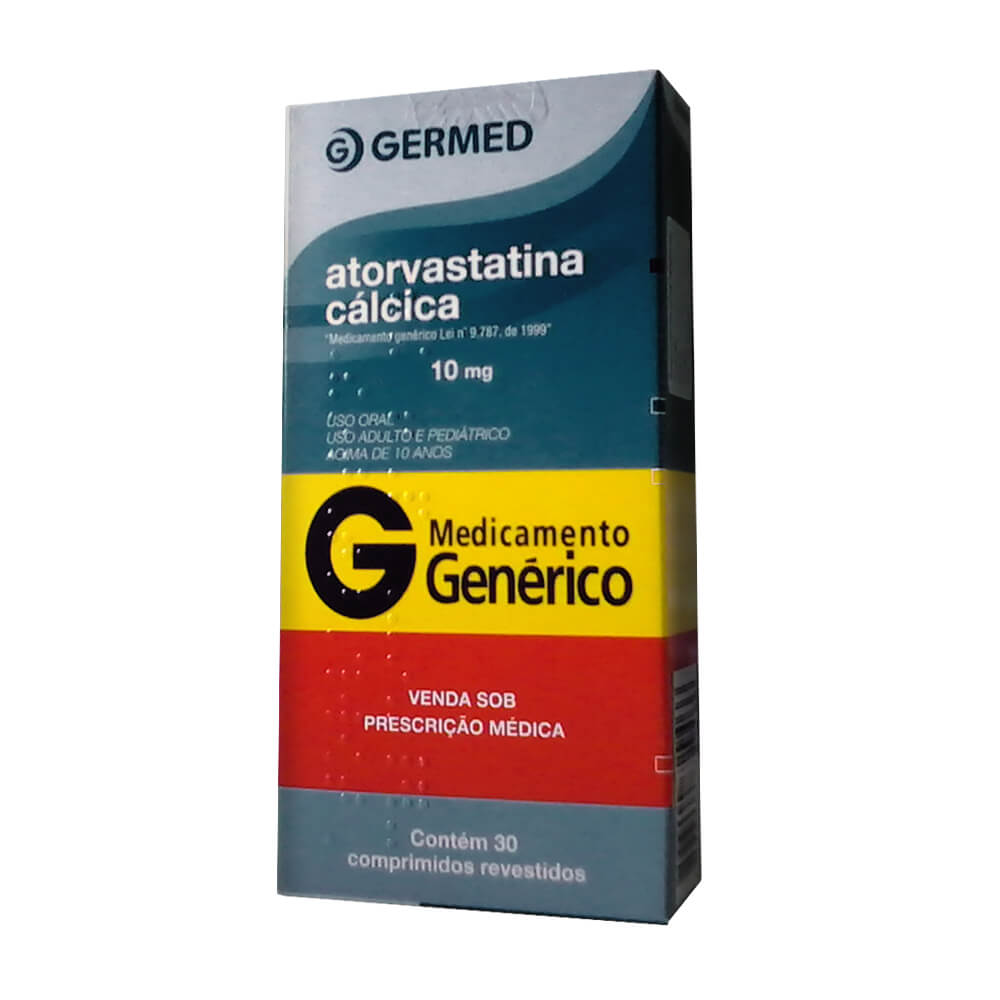 G GERMED
atorvastatina
cálcica
"Medicamento genérico Lei n° 9.787, de 1999"
10 mg
USO ORAL
USO ADULTO E PEDIÁTRICO
ACIMA DE 10 ANOS
G Medicamento
Genérico
VENDA SOB
PRESCRIÇÃO MÉDICA
Contém 30
comprimidos revestidos